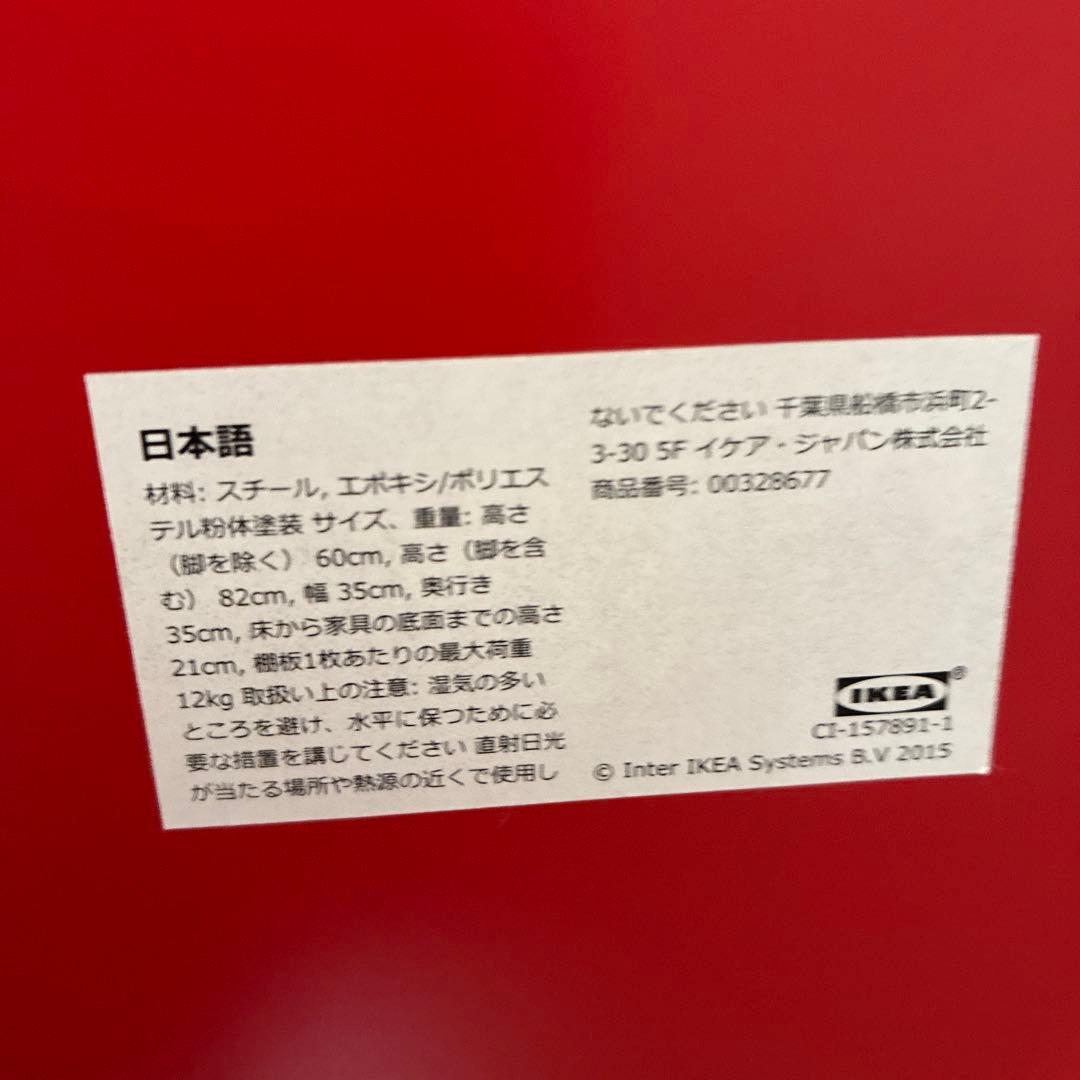 日本語
材料: スチール, エポキシ/ポリエス
テル粉体塗装 サイズ、重量: 高さ
（脚を除く） 60cm, 高さ（脚を含
む） 82cm, 幅 35cm, 奥行き
35cm, 床から家具の底面までの高さ
21cm, 棚板1枚あたりの最大荷重
12kg 取扱い上の注意: 湿気の多い
ところを避け、水平に保つために必
要な措置を講じてください 直射日光
が当たる場所や熱源の近くで使用し
ないでください 千葉県船橋市浜町2-
3-30 5F イケア・ジャパン株式会社
商品番号: 00328677
IKEA®
CI-157891-1
© Inter IKEA Systems B.V 2015